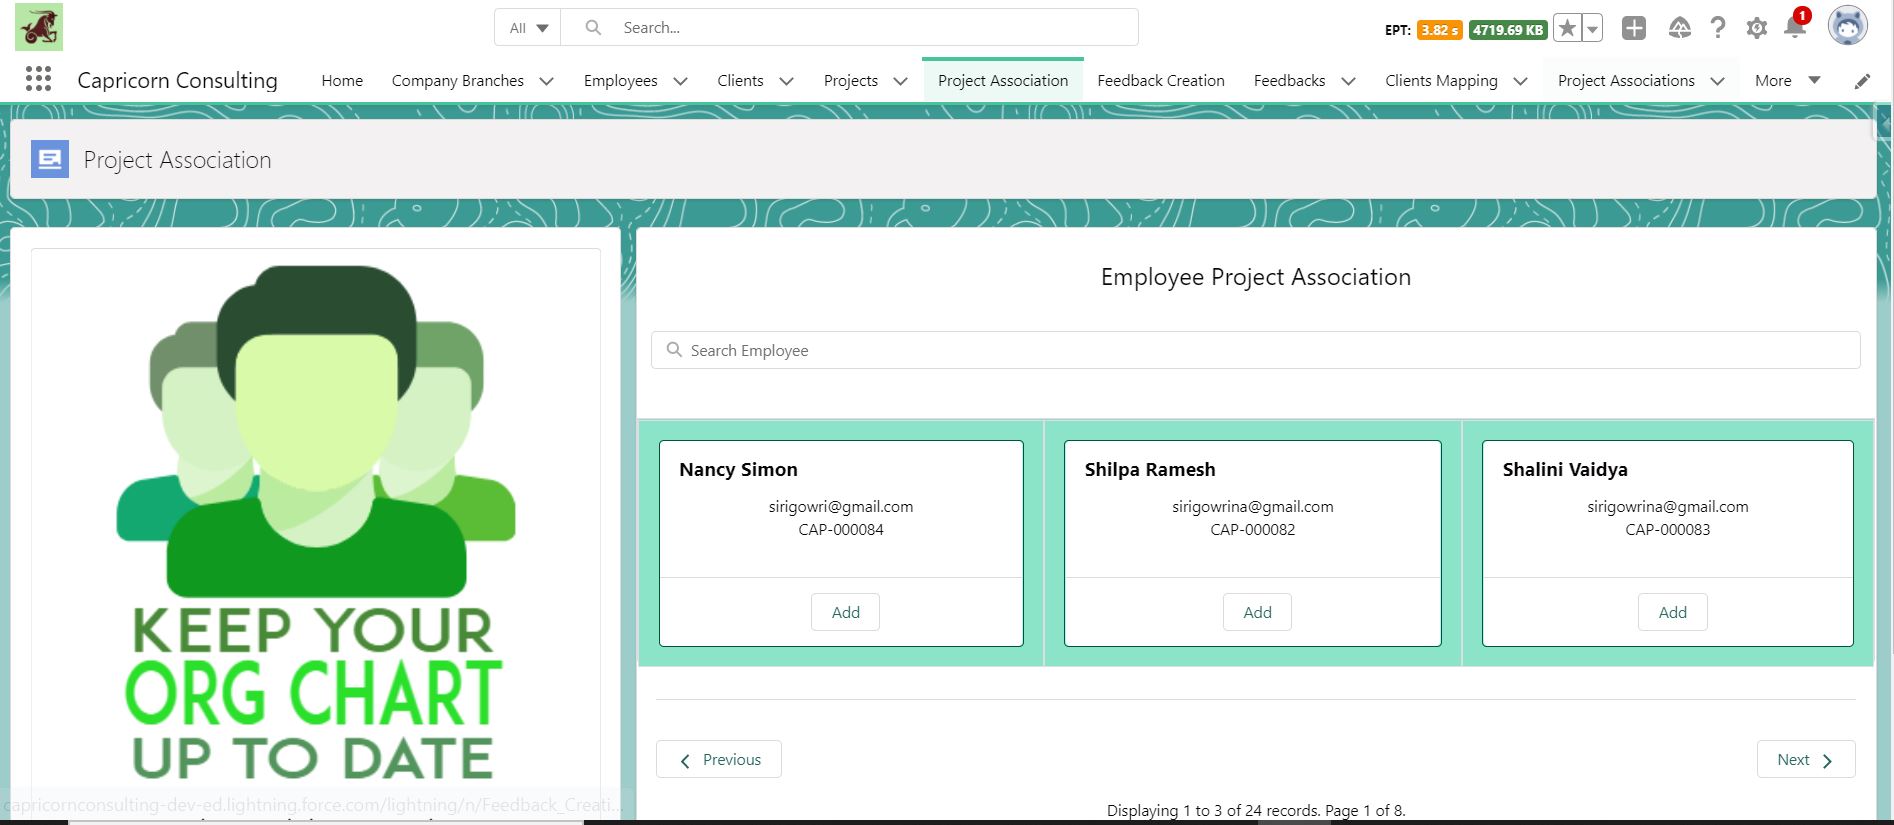 All
Search...
EPT: 3.82 s 4719.69 KB
1
Capricorn Consulting
Home
Company Branches
Employees
Clients
Projects
Project Association
Feedback Creation
Feedbacks
Clients Mapping
Project Associations
More
Project Association
KEEP YOUR
ORG CHART
UP TO DATE
Employee Project Association
Search Employee
Nancy Simon
sirigowri@gmail.com
CAP-000084
Add
Shilpa Ramesh
sirigowrina@gmail.com
CAP-000082
Add
Shalini Vaidya
sirigowrina@gmail.com
CAP-000083
Add
Previous
Next
Displaying 1 to 3 of 24 records. Page 1 of 8.
capricornconsulting-dev-ed.lightning.force.com/lightning/n/Feedback_Creati...